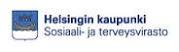 Helsingin kaupunki
Sosiaali- ja terveysvirasto